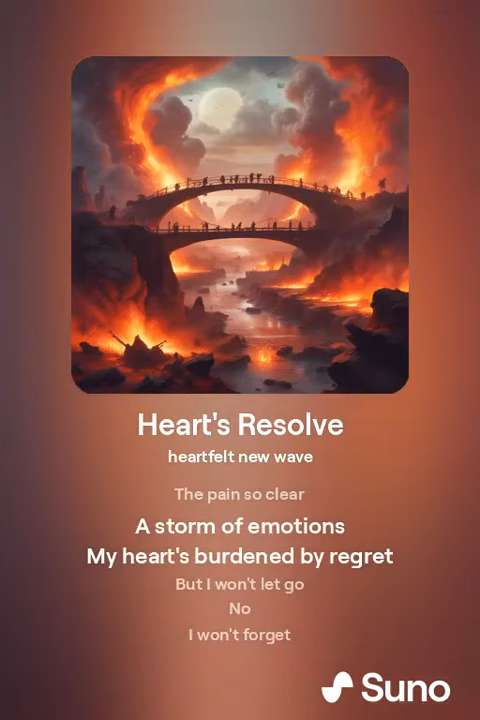 Heart's Resolve
heartfelt new wave
The pain so clear
A storm of emotions
My heart's burdened by regret
But I won't let go
No
I won't forget
Suno